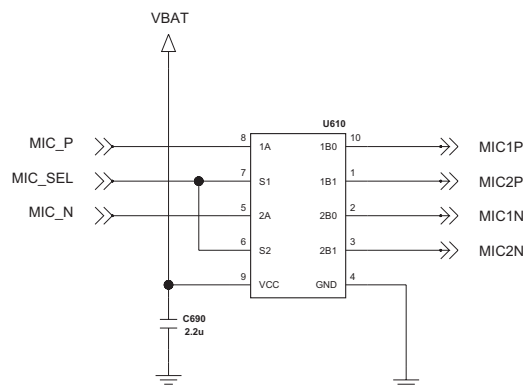 VBAT
U610
MIC_P 8 1A 1B0 10 MIC1P
MIC_SEL 7 S1 1B1 1 MIC2P
MIC_N 5 2A 2B0 2 MIC1N
6 S2 2B1 3 MIC2N
9 VCC GND 4
C690
2.2u